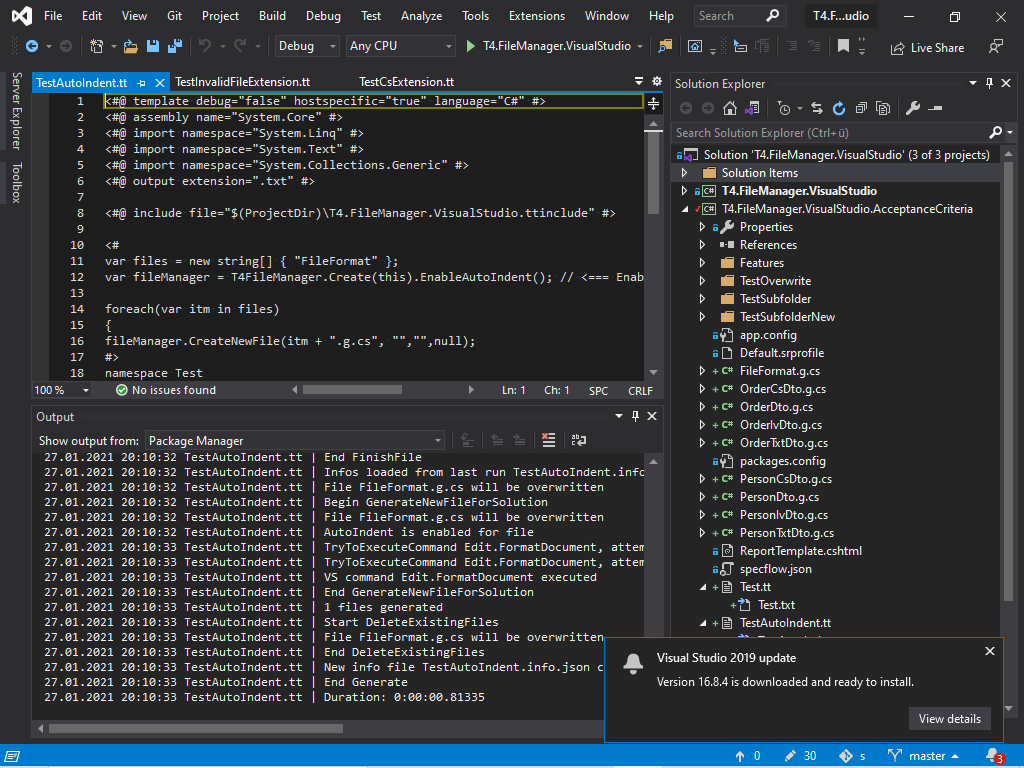 File Edit View Git Project Build Debug Test Analyze Tools Extensions Window Help Search T4.F...udio
Debug Any CPU T4.FileManager.VisualStudio Live Share
Server Explorer
Toolbox
TestAutoIndent.tt TestInvalidFileExtension.tt TestCsExtension.tt
1 <#@ template debug="false" hostspecific="true" language="C#" #>
2 <#@ assembly name="System.Core" #>
3 <#@ import namespace="System.Linq" #>
4 <#@ import namespace="System.Text" #>
5 <#@ import namespace="System.Collections.Generic" #>
6 <#@ output extension=".txt" #>
7
8 <#@ include file="$(ProjectDir)\T4.FileManager.VisualStudio.ttinclude" #>
9
10 <#
11 var files = new string[] { "FileFormat" };
12 var fileManager = T4FileManager.Create(this).EnableAutoIndent(); // <=== Enab
13
14 foreach(var itm in files)
15 {
16 fileManager.CreateNewFile(itm + ".g.cs", "","",null);
17 #>
18 namespace Test
100 % No issues found Ln: 1 Ch: 1 SPC CRLF
Output
Show output from: Package Manager
27.01.2021 20:10:32 TestAutoIndent.tt | End FinishFile
27.01.2021 20:10:32 TestAutoIndent.tt | Infos loaded from last run TestAutoIndent.info
27.01.2021 20:10:32 TestAutoIndent.tt | File FileFormat.g.cs will be overwritten
27.01.2021 20:10:32 TestAutoIndent.tt | Begin GenerateNewFileForSolution
27.01.2021 20:10:32 TestAutoIndent.tt | File FileFormat.g.cs will be overwritten
27.01.2021 20:10:32 TestAutoIndent.tt | AutoIndent is enabled for file
27.01.2021 20:10:33 TestAutoIndent.tt | TryToExecuteCommand Edit.FormatDocument, attem
27.01.2021 20:10:33 TestAutoIndent.tt | TryToExecuteCommand Edit.FormatDocument, attem
27.01.2021 20:10:33 TestAutoIndent.tt | VS command Edit.FormatDocument executed
27.01.2021 20:10:33 TestAutoIndent.tt | End GenerateNewFileForSolution
27.01.2021 20:10:33 TestAutoIndent.tt | 1 files generated
27.01.2021 20:10:33 TestAutoIndent.tt | Start DeleteExistingFiles
27.01.2021 20:10:33 TestAutoIndent.tt | File FileFormat.g.cs will be overwritten
27.01.2021 20:10:33 TestAutoIndent.tt | End DeleteExistingFiles
27.01.2021 20:10:33 TestAutoIndent.tt | New info file TestAutoIndent.info.json c
27.01.2021 20:10:33 TestAutoIndent.tt | End Generate
27.01.2021 20:10:33 TestAutoIndent.tt | Duration: 0:00:00.81335
Solution Explorer
Search Solution Explorer (Ctrl+ü)
Solution 'T4.FileManager.VisualStudio' (3 of 3 projects)
Solution Items
T4.FileManager.VisualStudio
T4.FileManager.VisualStudio.AcceptanceCriteria
Properties
References
Features
TestOverwrite
TestSubfolder
TestSubfolderNew
app.config
Default.srprofile
FileFormat.g.cs
OrderCsDto.g.cs
OrderDto.g.cs
OrderIvDto.g.cs
OrderTxtDto.g.cs
packages.config
PersonCsDto.g.cs
PersonDto.g.cs
PersonIvDto.g.cs
PersonTxtDto.g.cs
ReportTemplate.cshtml
specflow.json
Test.tt
Test.txt
TestAutoIndent.tt
Visual Studio 2019 update
Version 16.8.4 is downloaded and ready to install.
View details
0 30 s master 3